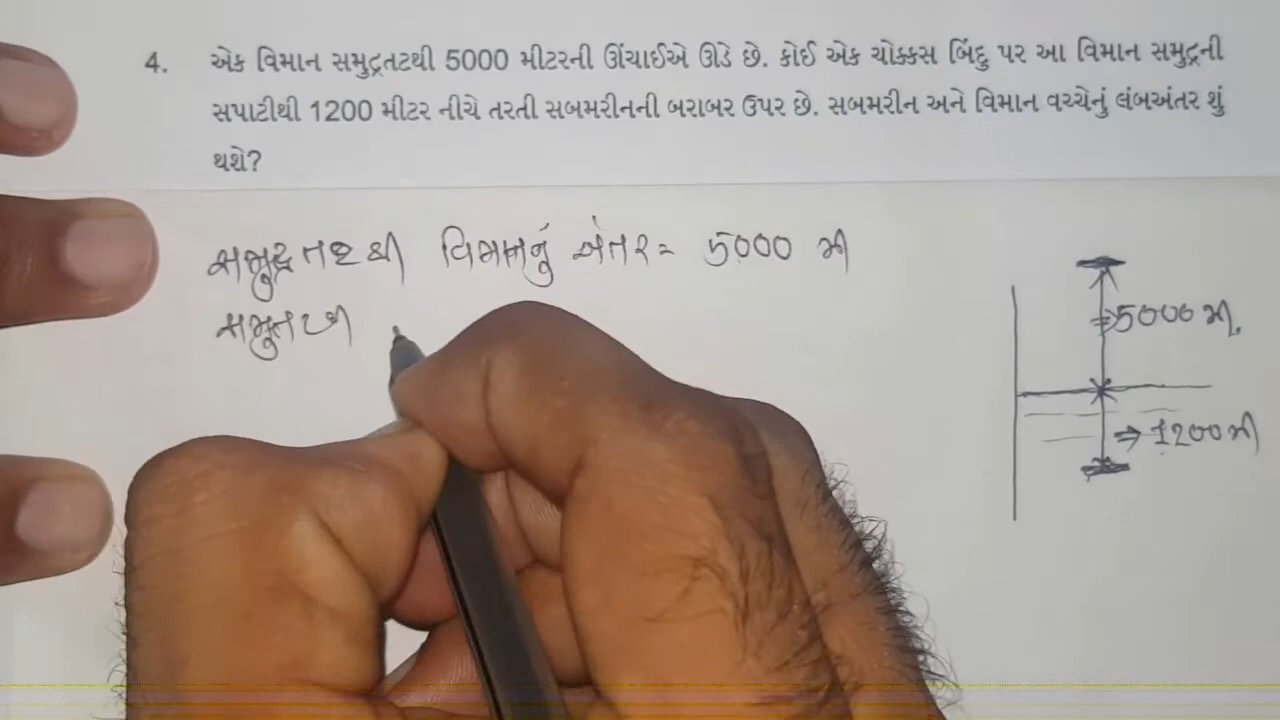 4. એક વિમાન સમુદ્રતટથી 5000 મીટરની ઊંચાઈએ ઊડે છે. કોઈ એક ચોક્કસ બિંદુ પર આ વિમાન સમુદ્રની
સપાટીથી 1200 મીટર નીચે તરતી સબમરીનની બરાબર ઉપર છે. સબમરીન અને વિમાન વચ્ચેનું લંબઅંતર શું
થશે?
સમુદ્રતટથી વિમાનનું અંતર = 5000 મી
5000 મી.
⇒ 1200 મી